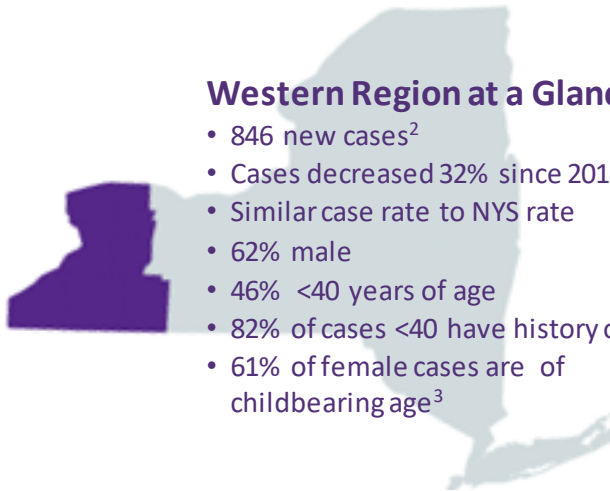 Western Region at a Glanc
• 846 new cases²
• Cases decreased 32% since 201
• Similar case rate to NYS rate
• 62% male
• 46% <40 years of age
• 82% of cases <40 have history
• 61% of female cases are of
childbearing age³